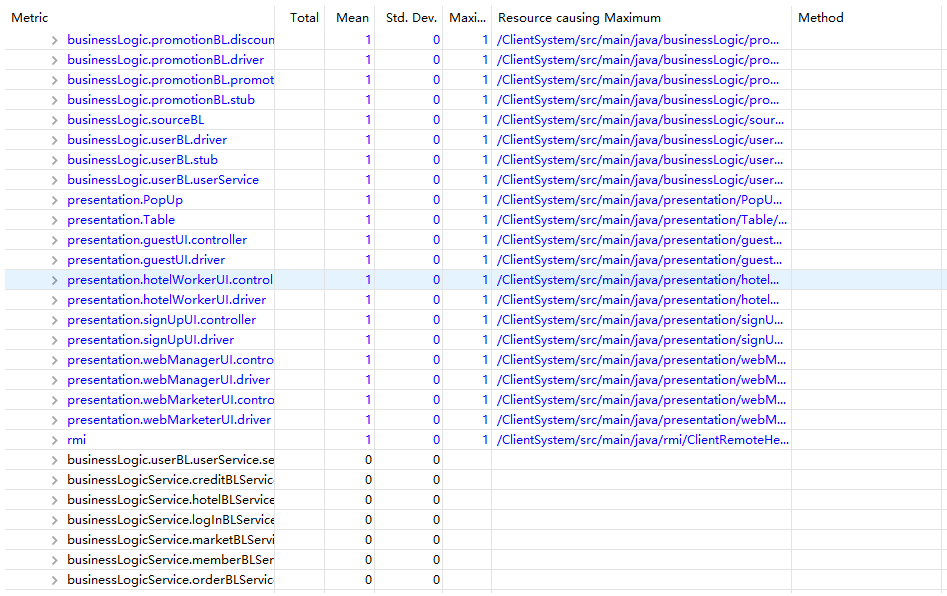 Metric Total Mean Std. Dev. Maxi... Resource causing Maximum Method
businessLogic.promotionBL.discoun 1 0 1 /ClientSystem/src/main/java/businessLogic/pro...
businessLogic.promotionBL.driver 1 0 1 /ClientSystem/src/main/java/businessLogic/pro...
businessLogic.promotionBL.promot 1 0 1 /ClientSystem/src/main/java/businessLogic/pro...
businessLogic.promotionBL.stub 1 0 1 /ClientSystem/src/main/java/businessLogic/pro...
businessLogic.sourceBL 1 0 1 /ClientSystem/src/main/java/businessLogic/sour...
businessLogic.userBL.driver 1 0 1 /ClientSystem/src/main/java/businessLogic/user...
businessLogic.userBL.stub 1 0 1 /ClientSystem/src/main/java/businessLogic/user...
businessLogic.userBL.userService 1 0 1 /ClientSystem/src/main/java/businessLogic/user...
presentation.PopUp 1 0 1 /ClientSystem/src/main/java/presentation/PopU...
presentation.Table 1 0 1 /ClientSystem/src/main/java/presentation/Table/...
presentation.guestUI.controller 1 0 1 /ClientSystem/src/main/java/presentation/guest...
presentation.guestUI.driver 1 0 1 /ClientSystem/src/main/java/presentation/guest...
presentation.hotelWorkerUI.control 1 0 1 /ClientSystem/src/main/java/presentation/hotel...
presentation.hotelWorkerUI.driver 1 0 1 /ClientSystem/src/main/java/presentation/hotel...
presentation.signUpUI.controller 1 0 1 /ClientSystem/src/main/java/presentation/signU...
presentation.signUpUI.driver 1 0 1 /ClientSystem/src/main/java/presentation/signU...
presentation.webManagerUI.contro 1 0 1 /ClientSystem/src/main/java/presentation/webM...
presentation.webManagerUI.driver 1 0 1 /ClientSystem/src/main/java/presentation/webM...
presentation.webMarketerUI.contro 1 0 1 /ClientSystem/src/main/java/presentation/webM...
presentation.webMarketerUI.driver 1 0 1 /ClientSystem/src/main/java/presentation/webM...
rmi 1 0 1 /ClientSystem/src/main/java/rmi/ClientRemoteHe...
businessLogic.userBL.userService.se 0 0
businessLogicService.creditBLServic 0 0
businessLogicService.hotelBLService 0 0
businessLogicService.logInBLService 0 0
businessLogicService.marketBLServi 0 0
businessLogicService.memberBLSer 0 0
businessLogicService.orderBLServic 0 0